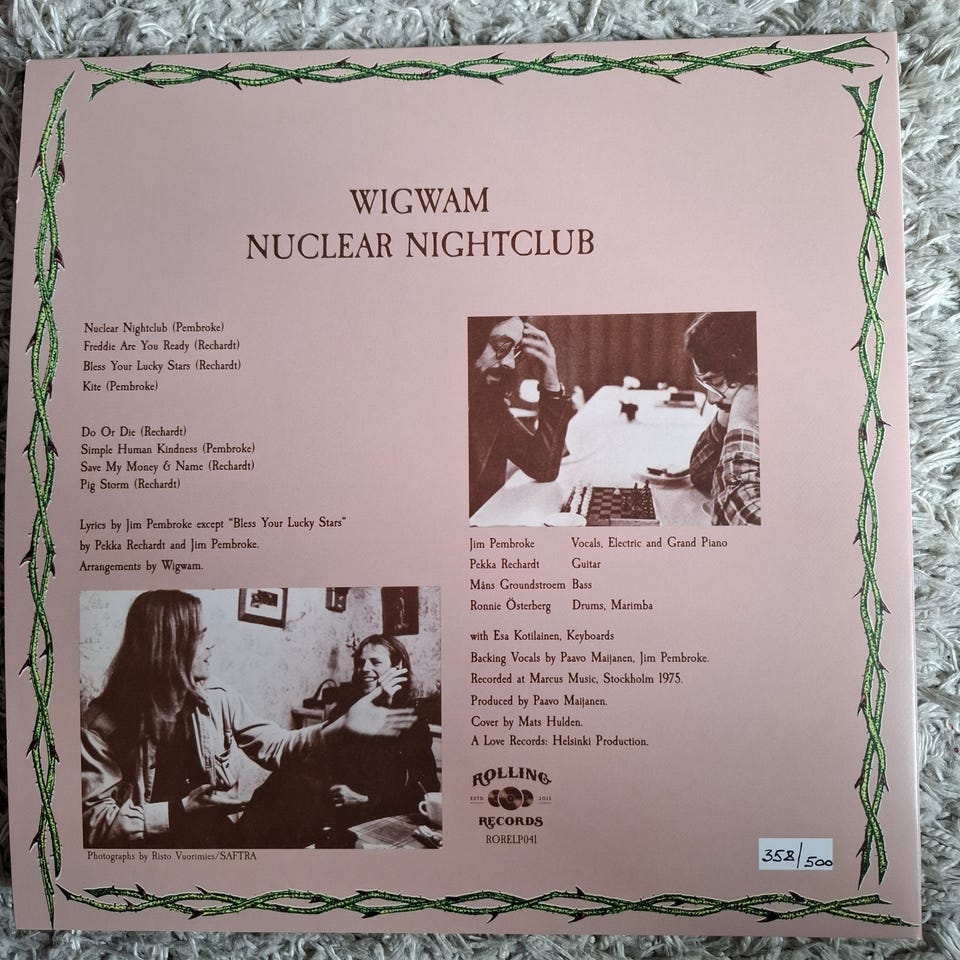 WIGWAM
NUCLEAR NIGHTCLUB
Nuclear Nightclub (Pembroke)
Freddie Are You Ready (Rechardt)
Bless Your Lucky Stars (Rechardt)
Kite (Pembroke)
Do Or Die (Rechardt)
Simple Human Kindness (Pembroke)
Save My Money & Name (Rechardt)
Pig Storm (Rechardt)
Lyrics by Jim Pembroke except "Bless Your Lucky Stars"
by Pekka Rechardt and Jim Pembroke.
Arrangements by Wigwam.
Photographs by Risto Vuorimies/SAFTRA
Jim Pembroke Vocals, Electric and Grand Piano
Pekka Rechardt Guitar
Måns Groundstroem Bass
Ronnie Österberg Drums, Marimba
with Esa Kotilainen, Keyboards
Backing Vocals by Paavo Maijanen, Jim Pembroke.
Recorded at Marcus Music, Stockholm 1975.
Produced by Paavo Maijanen.
Cover by Mats Hulden.
A Love Records: Helsinki Production.
ROLLING
ESTD 2015
RECORDS
RORELP041
358/500